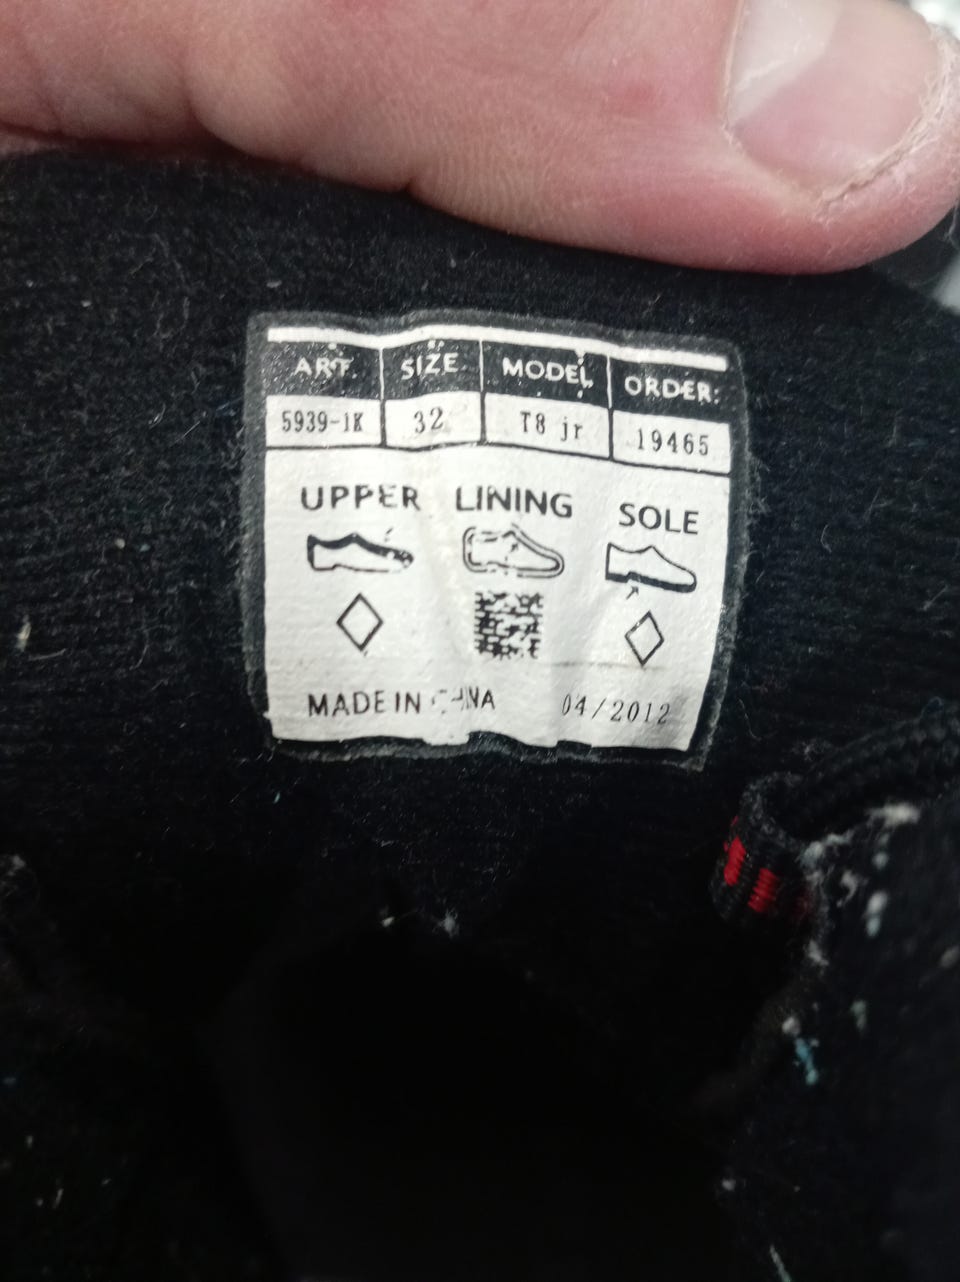 ART. SIZE MODEL ORDER:
5939-1K 32 T8 jr 19465
UPPER LINING SOLE
MADE IN CHINA 04/2012